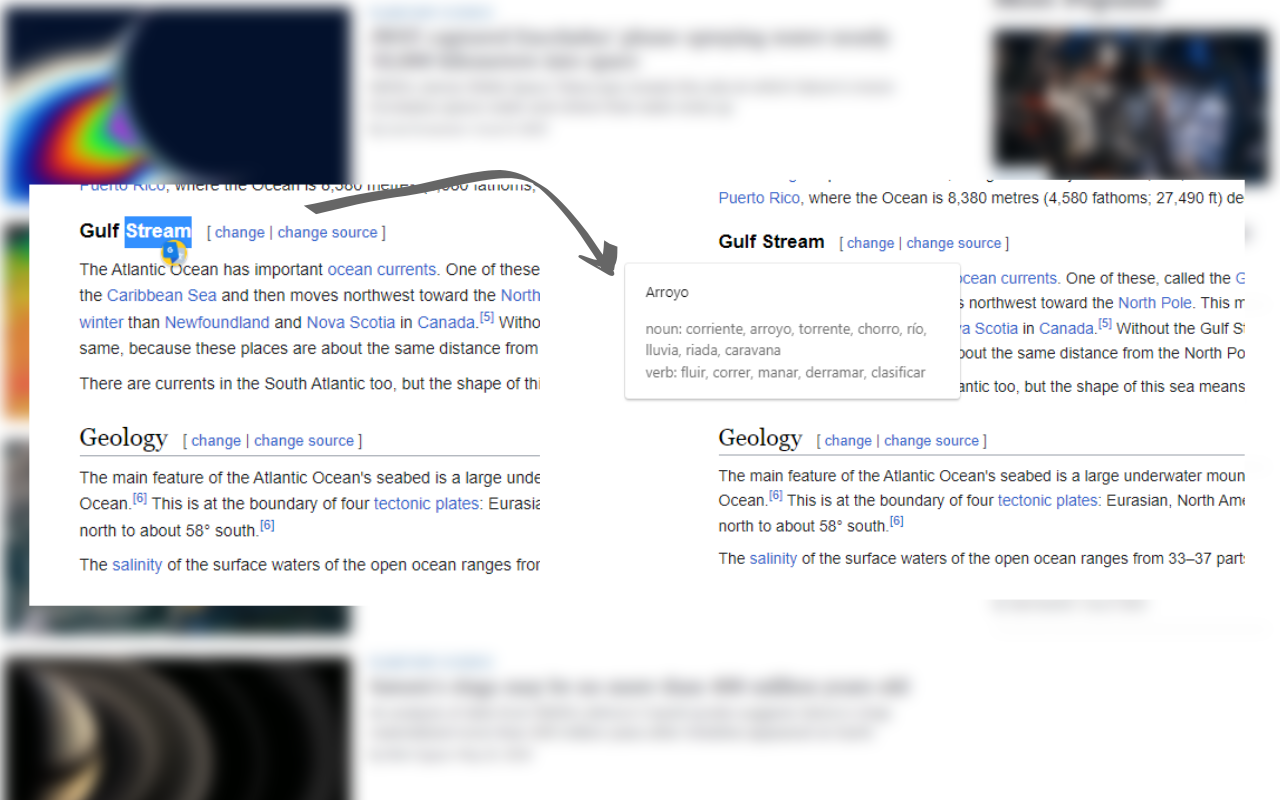 Puerto Rico, where the Ocean is 8,380 metres (4,580 fathoms;
Gulf Stream [ change | change source ]
The Atlantic Ocean has important ocean currents. One of these
the Caribbean Sea and then moves northwest toward the North
winter than Newfoundland and Nova Scotia in Canada.[5] Witho
same, because these places are about the same distance from
There are currents in the South Atlantic too, but the shape of thi
Geology [ change | change source ]
The main feature of the Atlantic Ocean's seabed is a large unde
Ocean.[6] This is at the boundary of four tectonic plates: Eurasia
north to about 58° south.[6]
The salinity of the surface waters of the open ocean ranges fror
Puerto Rico, where the Ocean is 8,380 metres (4,580 fathoms; 27,490 ft) de
Gulf Stream [ change | change source ]
ocean currents. One of these, called the G
s northwest toward the North Pole. This m
va Scotia in Canada.[5] Without the Gulf St
bout the same distance from the North Po
antic too, but the shape of this sea means
Arroyo
noun: corriente, arroyo, torrente, chorro, río,
lluvia, riada, caravana
verb: fluir, correr, manar, derramar, clasificar
Geology [ change | change source ]
The main feature of the Atlantic Ocean's seabed is a large underwater moun
Ocean.[6] This is at the boundary of four tectonic plates: Eurasian, North Ame
north to about 58° south.[6]
The salinity of the surface waters of the open ocean ranges from 33–37 parts